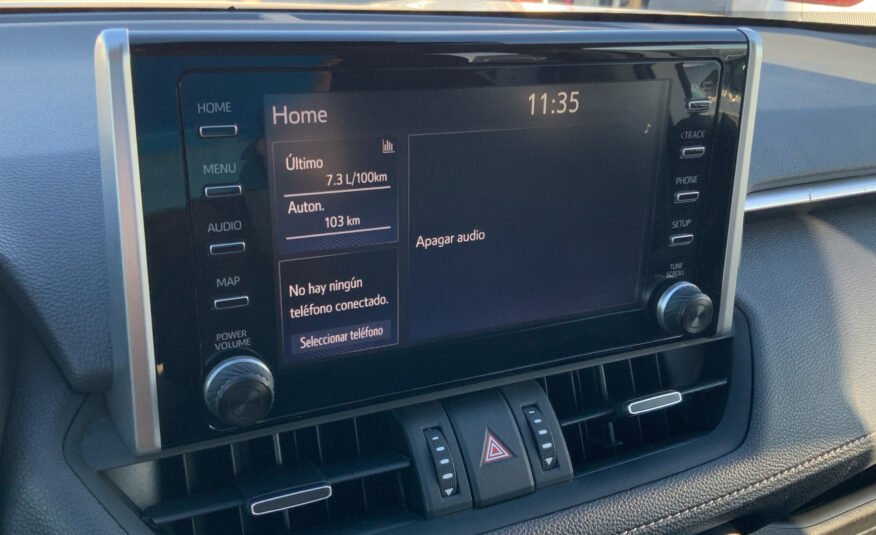 HOME
MENU
AUDIO
MAP
POWER
VOLUME
Home
11:35
Último
7.3 L/100km
Auton.
103 km
No hay ningún
teléfono conectado.
Seleccionar teléfono
Apagar audio
<TRACK
PHONE
SETUP
TUNE
SCROLL